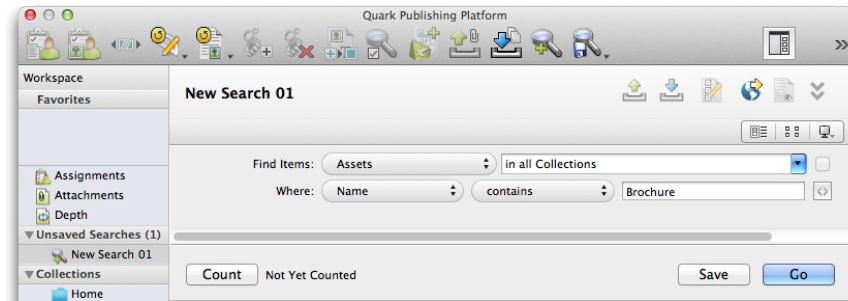 Quark Publishing Platform
Workspace
Favorites
Assignments
Attachments
Depth
Unsaved Searches (1)
New Search 01
Collections
Home
New Search 01
Find Items: Assets in all Collections
Where: Name contains Brochure
Count Not Yet Counted Save Go